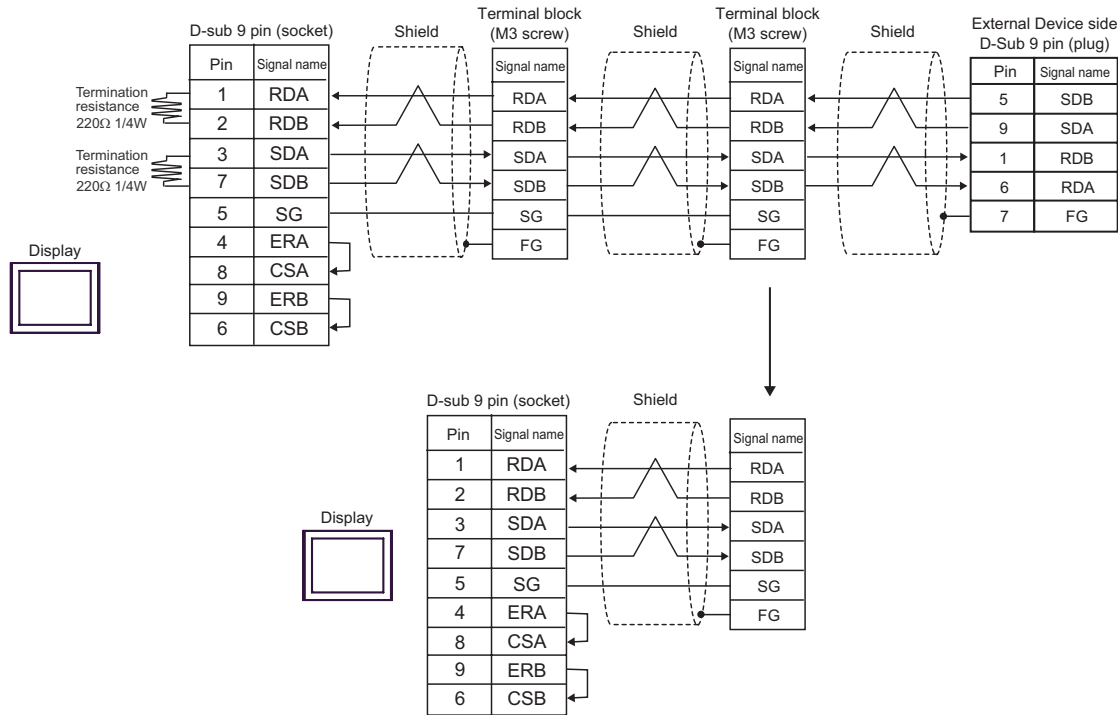 Terminal block
(M3 screw)
Terminal block
(M3 screw)
External Device side
D-Sub 9 pin (plug)
D-sub 9 pin (socket)
Shield
Shield
Shield
Pin Signal name
1 RDA
2 RDB
3 SDA
7 SDB
5 SG
4 ERA
8 CSA
9 ERB
6 CSB
Termination
resistance
220Ω 1/4W
Termination
resistance
220Ω 1/4W
Display
Signal name
RDA
RDB
SDA
SDB
SG
FG
Signal name
RDA
RDB
SDA
SDB
SG
FG
Pin Signal name
5 SDB
9 SDA
1 RDB
6 RDA
7 FG
D-sub 9 pin (socket)
Shield
Pin Signal name
1 RDA
2 RDB
3 SDA
7 SDB
5 SG
4 ERA
8 CSA
9 ERB
6 CSB
Display
Signal name
RDA
RDB
SDA
SDB
SG
FG